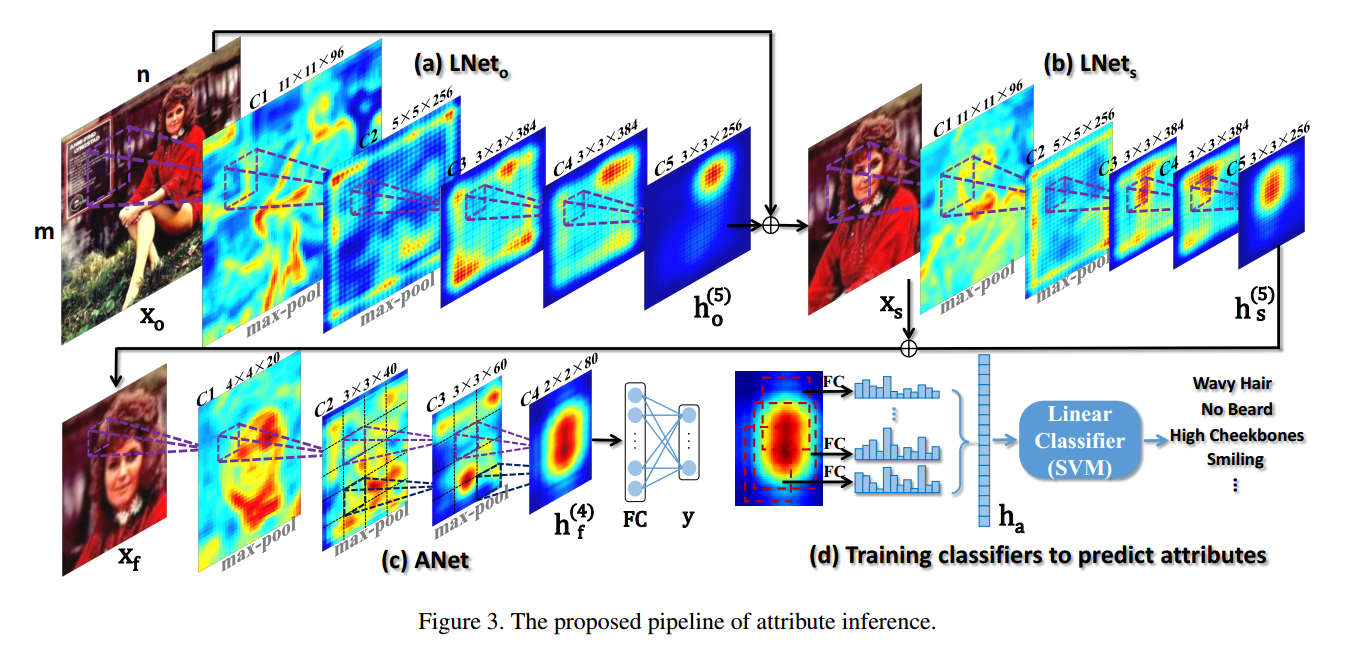 n
m
(a) LNet_o
C1 11×11×96
C2 5×5×256
C3 3×3×384
C4 3×3×384
C5 3×3×256
max-pool
max-pool
x_o
h_o^(5)
(b) LNet_s
C1 11×11×96
C2 5×5×256
C3 3×3×384
C4 3×3×384
C5 3×3×256
max-pool
max-pool
x_s
h_s^(5)
C1 4×4×20
C2 3×3×40
C3 3×3×60
C4 2×2×80
max-pool
max-pool
max-pool
x_f
h_f^(4)
FC
y
(c) ANet
FC
FC
FC
h_a
Linear
Classifier
(SVM)
Wavy Hair
No Beard
High Cheekbones
Smiling
(d) Training classifiers to predict attributes
Figure 3. The proposed pipeline of attribute inference.